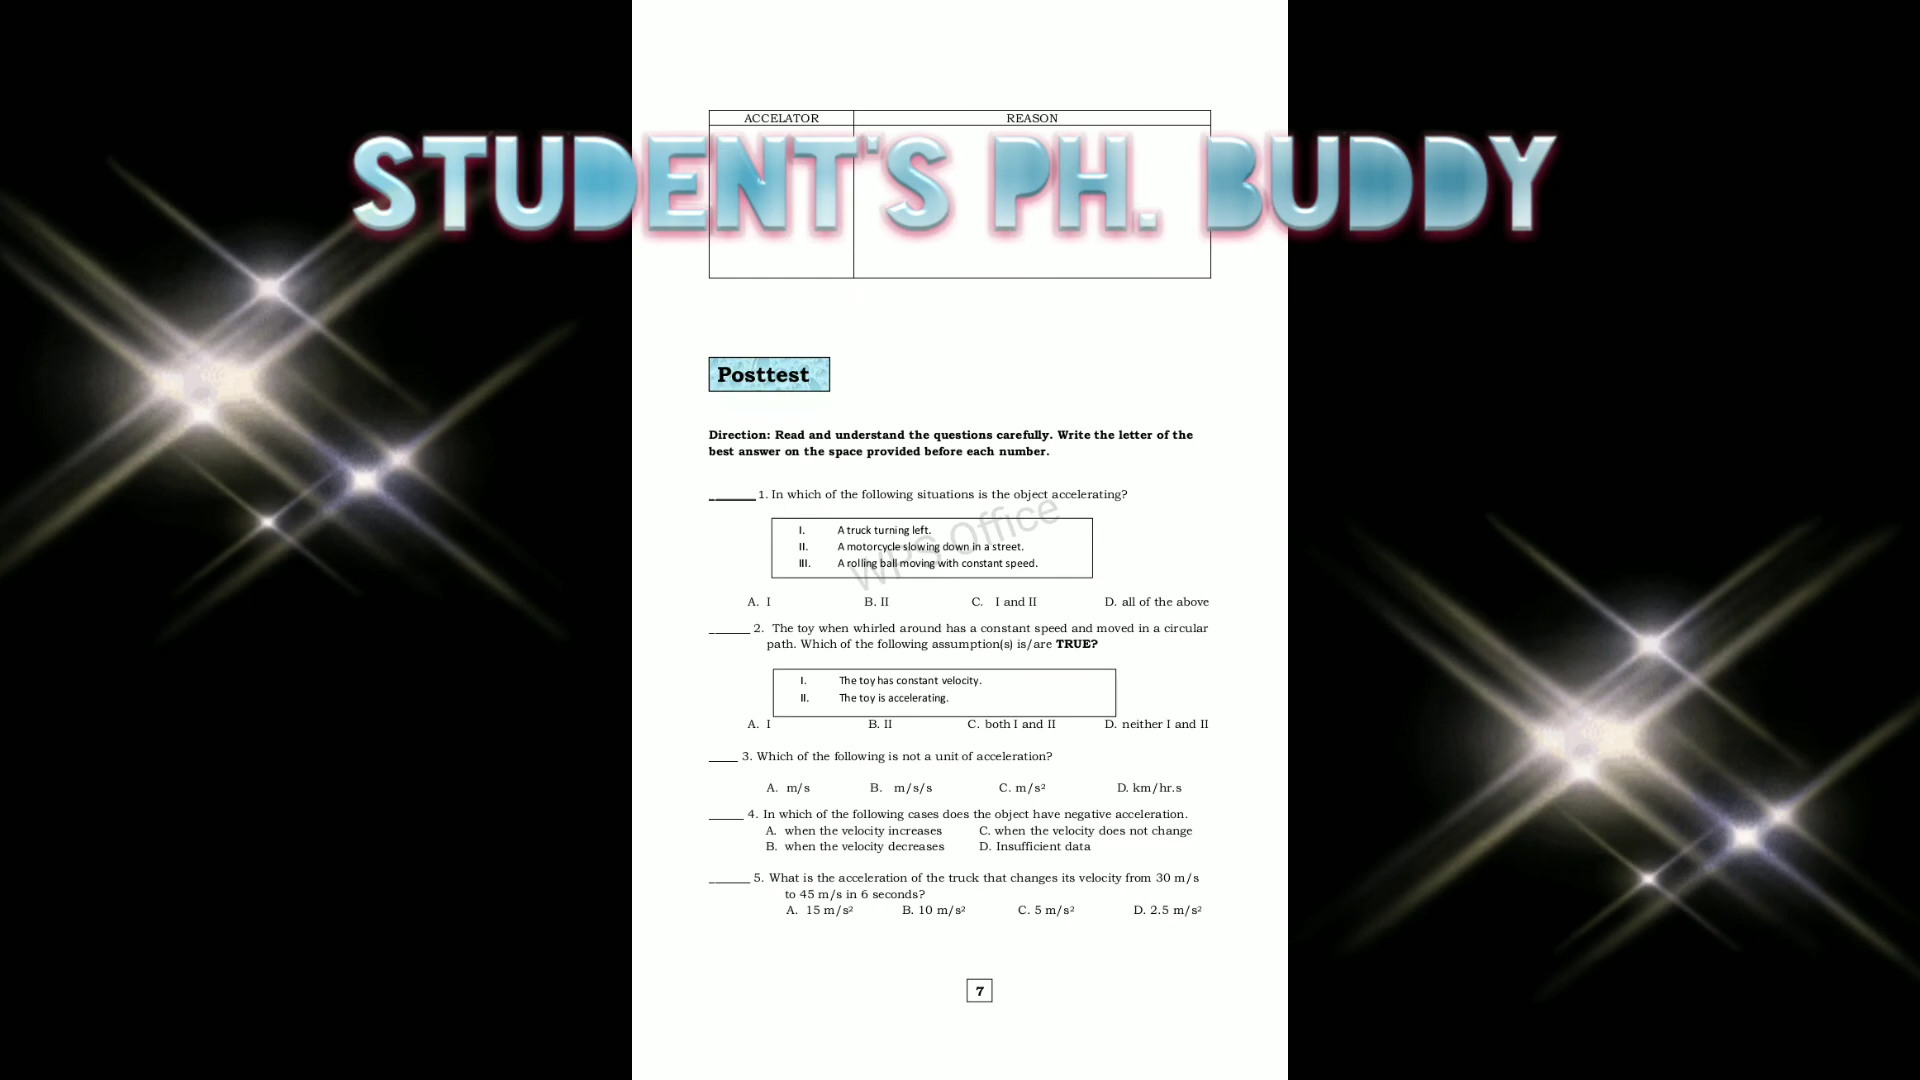 ACCELATOR REASON
STUDENT'S PH. BUDDY
Posttest
Direction: Read and understand the questions carefully. Write the letter of the
best answer on the space provided before each number.
_______ 1. In which of the following situations is the object accelerating?
WPS Office
I. A truck turning left.
II. A motorcycle slowing down in a street.
III. A rolling ball moving with constant speed.
A. I B. II C. I and II D. all of the above
_______ 2. The toy when whirled around has a constant speed and moved in a circular
path. Which of the following assumption(s) is/are TRUE?
I. The toy has constant velocity.
II. The toy is accelerating.
A. I B. II C. both I and II D. neither I and II
_____ 3. Which of the following is not a unit of acceleration?
A. m/s B. m/s/s C. m/s² D. km/hr.s
______ 4. In which of the following cases does the object have negative acceleration.
A. when the velocity increases C. when the velocity does not change
B. when the velocity decreases D. Insufficient data
_______ 5. What is the acceleration of the truck that changes its velocity from 30 m/s
to 45 m/s in 6 seconds?
A. 15 m/s² B. 10 m/s² C. 5 m/s² D. 2.5 m/s²
7